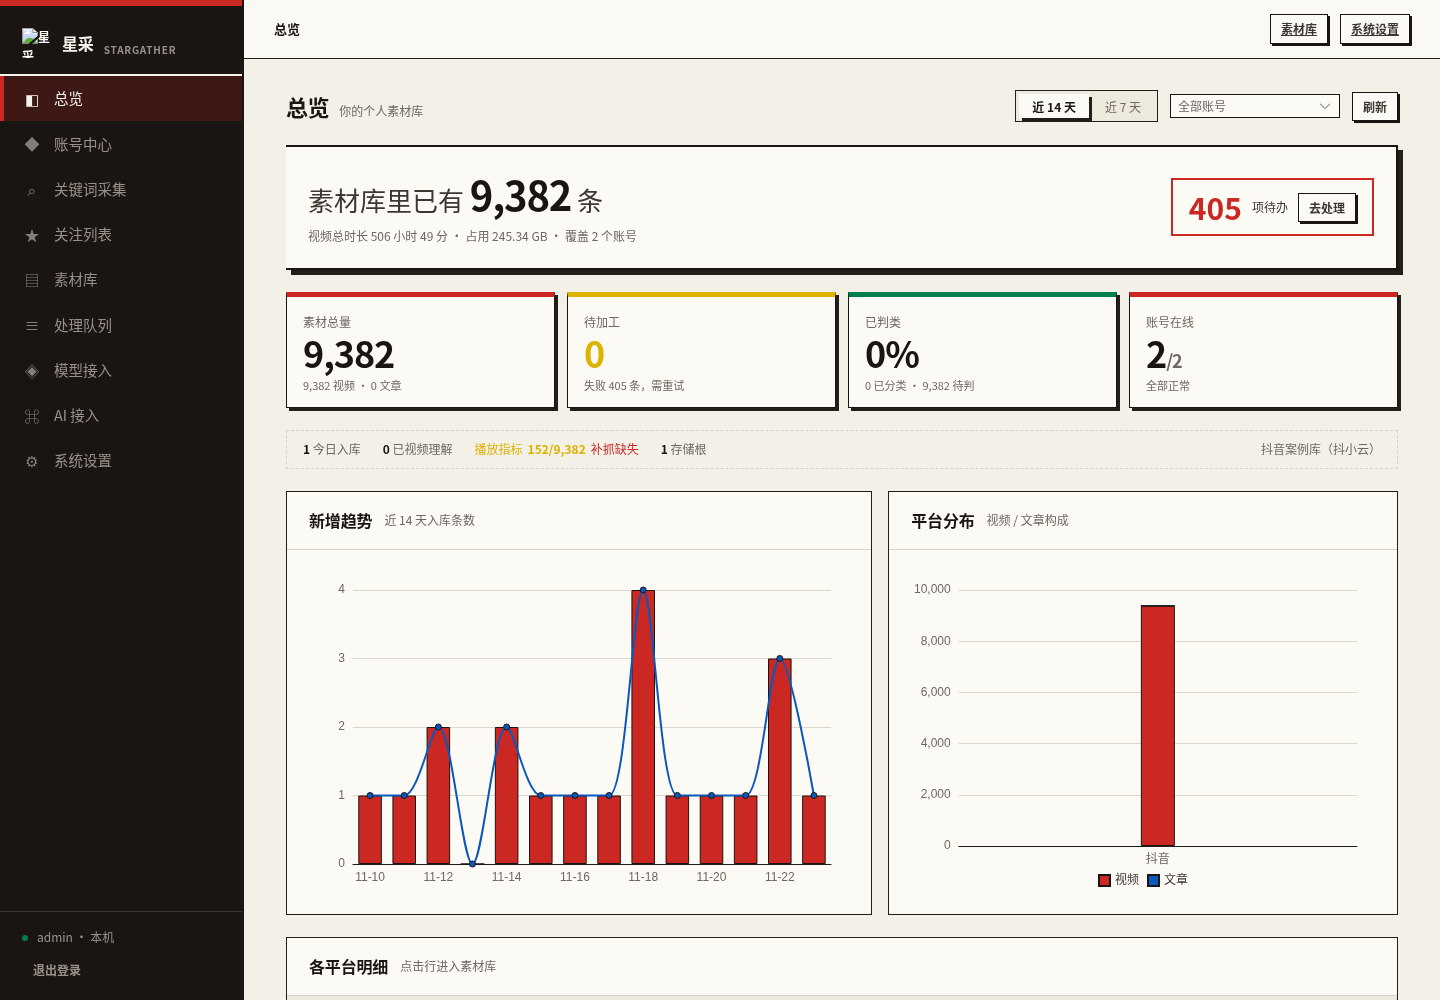 星采
星采 STARGATHER
总览
账号中心
关键词采集
关注列表
素材库
处理队列
模型接入
AI 接入
系统设置
admin · 本机
退出登录
总览
素材库
系统设置
总览 你的个人素材库
近 14 天 近 7 天
全部账号
刷新
素材库里已有 9,382 条
视频总时长 506 小时 49 分 · 占用 245.34 GB · 覆盖 2 个账号
405 项待办 去处理
素材总量
9,382
9,382 视频 · 0 文章
待加工
0
失败 405 条，需重试
已判类
0%
0 已分类 · 9,382 待判
账号在线
2/2
全部正常
1 今日入库 0 已视频理解 播放指标 152/9,382 补抓缺失 1 存储根 抖音案例库（抖小云）
新增趋势 近 14 天入库条数
4
3
2
1
0
11-10 11-12 11-14 11-16 11-18 11-20 11-22
平台分布 视频 / 文章构成
10,000
8,000
6,000
4,000
2,000
0
抖音
视频 文章
各平台明细 点击行进入素材库